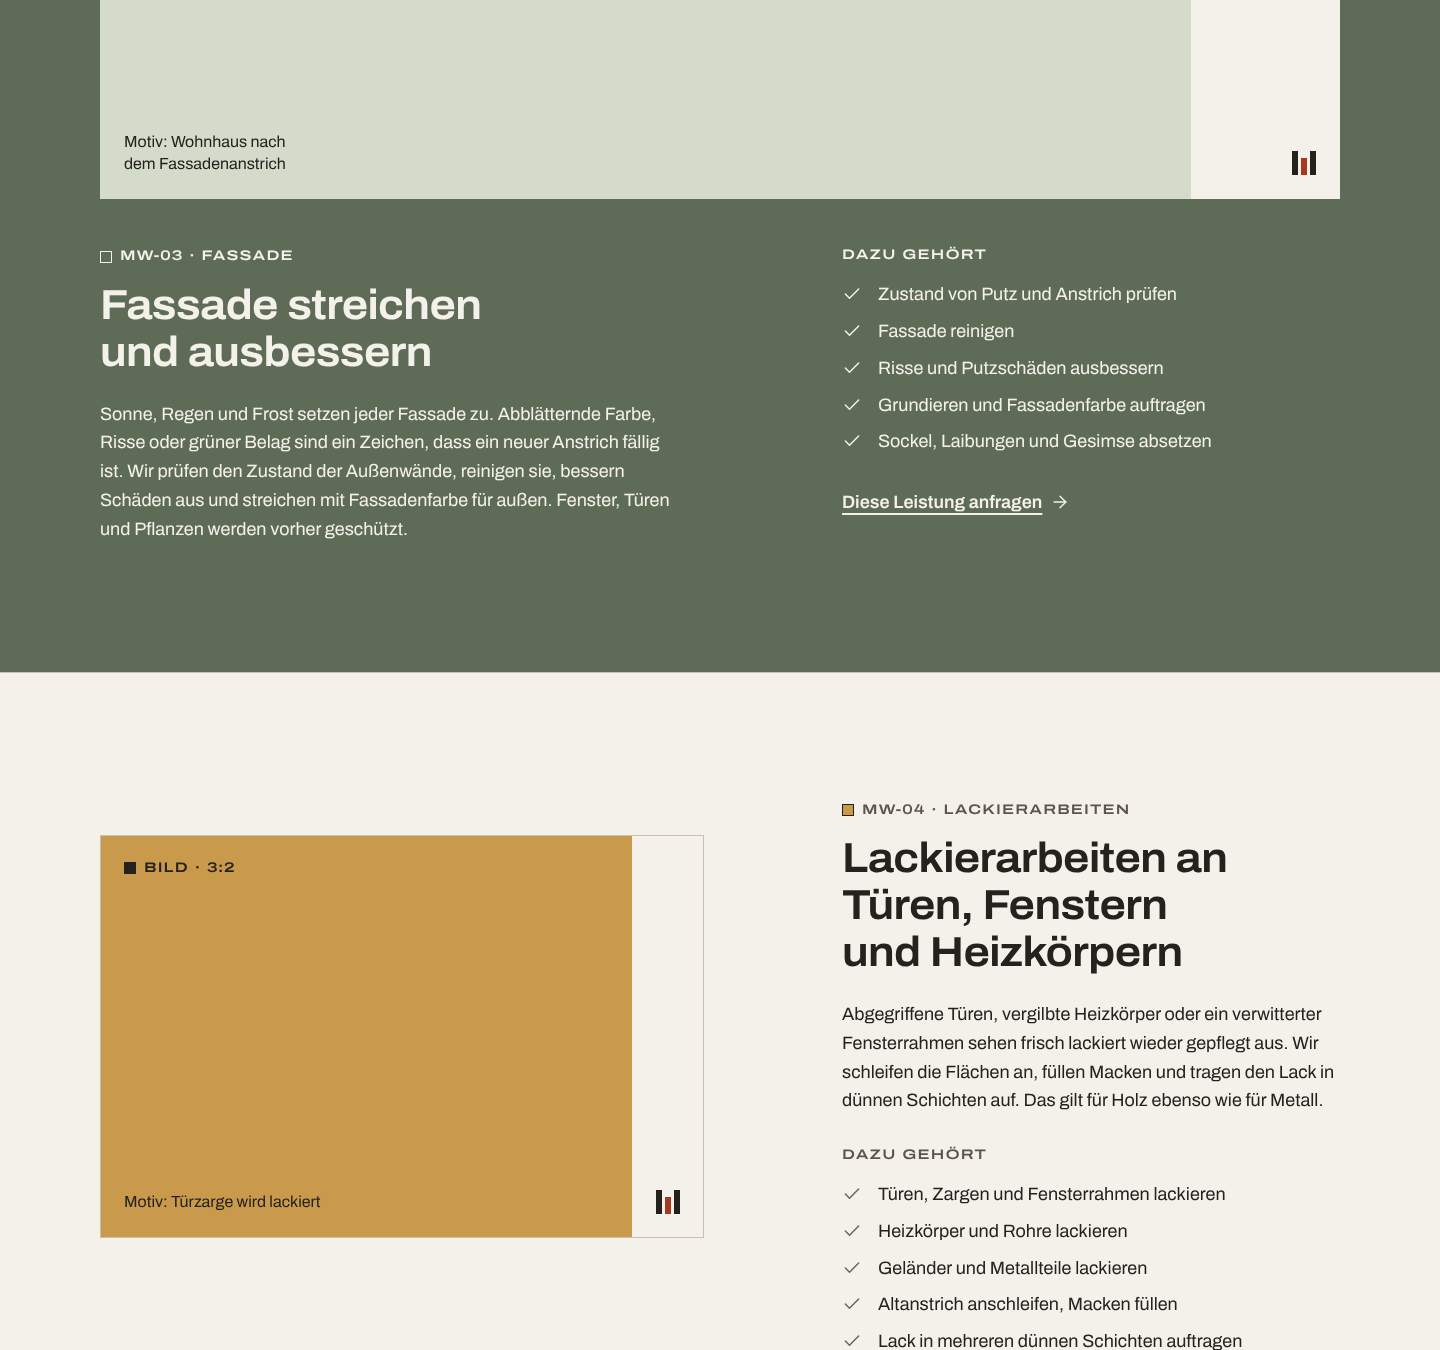 Motiv: Wohnhaus nach
dem Fassadenanstrich
MW-03 · FASSADE
Fassade streichen
und ausbessern
Sonne, Regen und Frost setzen jeder Fassade zu. Abblätternde Farbe,
Risse oder grüner Belag sind ein Zeichen, dass ein neuer Anstrich fällig
ist. Wir prüfen den Zustand der Außenwände, reinigen sie, bessern
Schäden aus und streichen mit Fassadenfarbe für außen. Fenster, Türen
und Pflanzen werden vorher geschützt.
DAZU GEHÖRT
Zustand von Putz und Anstrich prüfen
Fassade reinigen
Risse und Putzschäden ausbessern
Grundieren und Fassadenfarbe auftragen
Sockel, Laibungen und Gesimse absetzen
Diese Leistung anfragen
BILD · 3:2
Motiv: Türzarge wird lackiert
MW-04 · LACKIERARBEITEN
Lackierarbeiten an
Türen, Fenstern
und Heizkörpern
Abgegriffene Türen, vergilbte Heizkörper oder ein verwitterter
Fensterrahmen sehen frisch lackiert wieder gepflegt aus. Wir
schleifen die Flächen an, füllen Macken und tragen den Lack in
dünnen Schichten auf. Das gilt für Holz ebenso wie für Metall.
DAZU GEHÖRT
Türen, Zargen und Fensterrahmen lackieren
Heizkörper und Rohre lackieren
Geländer und Metallteile lackieren
Altanstrich anschleifen, Macken füllen
Lack in mehreren dünnen Schichten auftragen